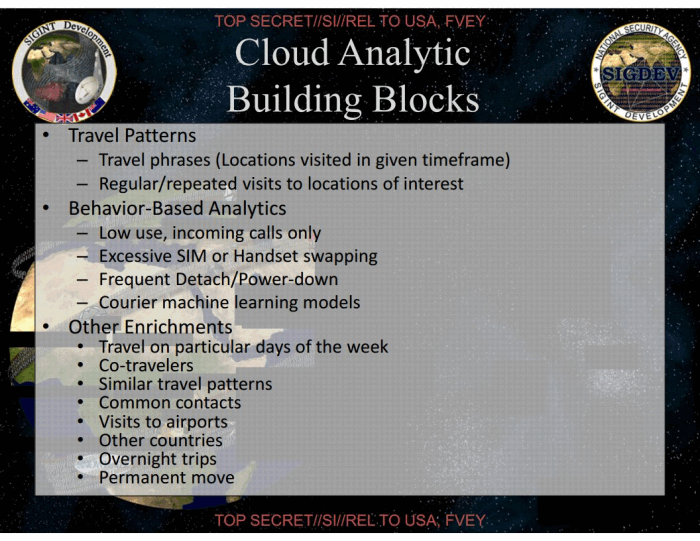 TOP SECRET//SI//REL TO USA, FVEY
SIGINT Development
NATIONAL SECURITY AGENCY
SIGDEV
SIGINT DEVELOPMENT
Cloud Analytic
Building Blocks
• Travel Patterns
– Travel phrases (Locations visited in given timeframe)
– Regular/repeated visits to locations of interest
• Behavior-Based Analytics
– Low use, incoming calls only
– Excessive SIM or Handset swapping
– Frequent Detach/Power-down
– Courier machine learning models
• Other Enrichments
• Travel on particular days of the week
• Co-travelers
• Similar travel patterns
• Common contacts
• Visits to airports
• Other countries
• Overnight trips
• Permanent move
TOP SECRET//SI//REL TO USA, FVEY